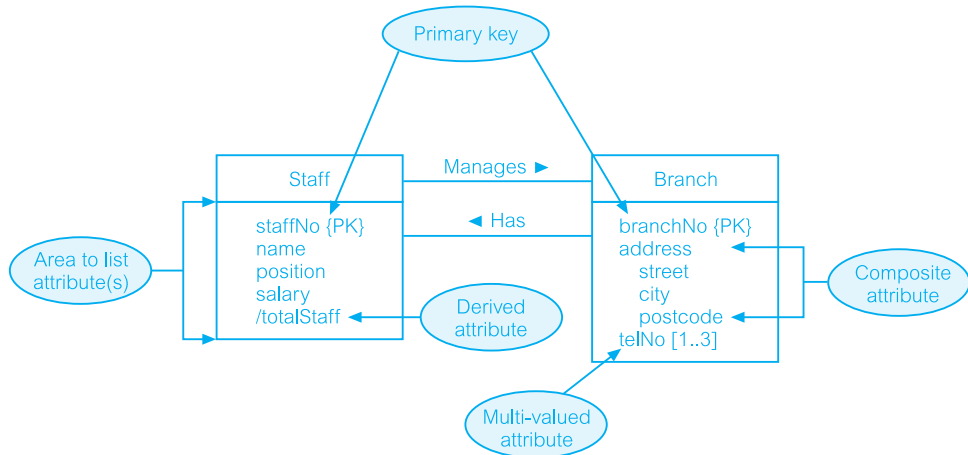 Primary key
Staff
Manages ►
Branch
◄ Has
staffNo {PK}
name
position
salary
/totalStaff
branchNo {PK}
address
street
city
postcode
telNo [1..3]
Area to list
attribute(s)
Derived
attribute
Composite
attribute
Multi-valued
attribute